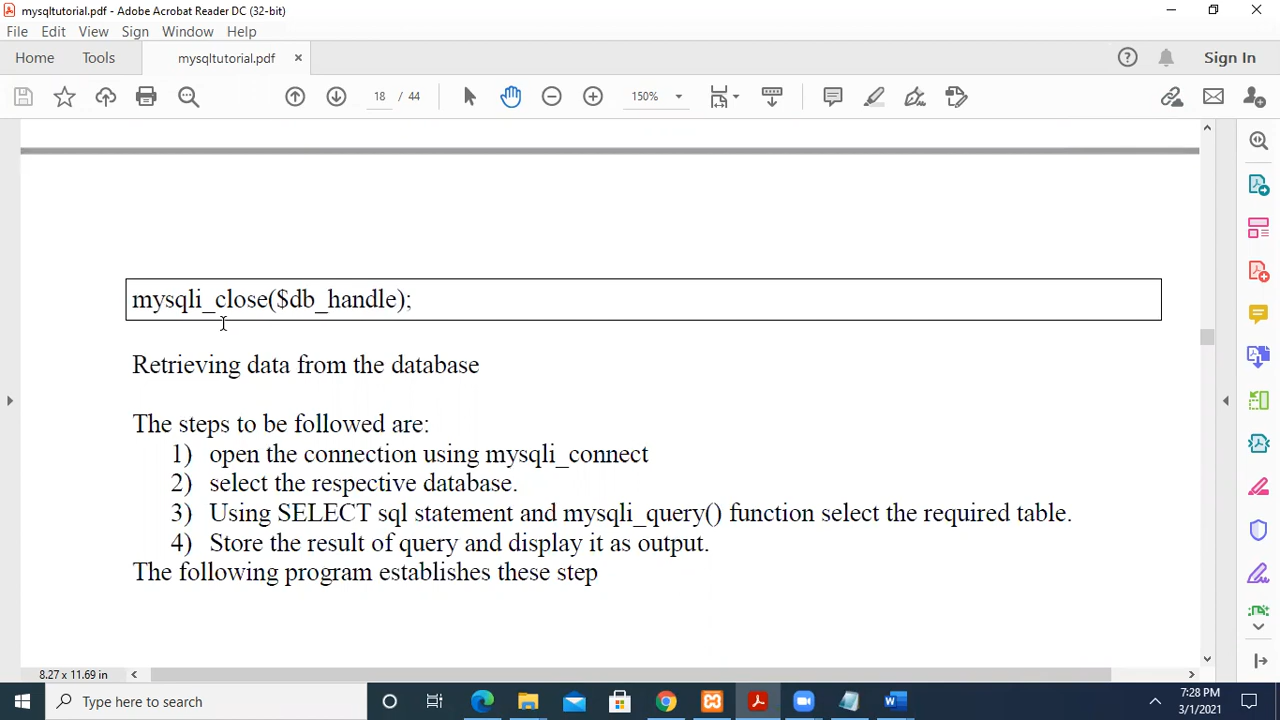 mysqltutorial.pdf - Adobe Acrobat Reader DC (32-bit)
File Edit View Sign Window Help
Home Tools mysqltutorial.pdf × Sign In
18 / 44 150%
mysqli_close($db_handle);
Retrieving data from the database
The steps to be followed are:
1) open the connection using mysqli_connect
2) select the respective database.
3) Using SELECT sql statement and mysqli_query() function select the required table.
4) Store the result of query and display it as output.
The following program establishes these step
8.27 x 11.69 in
Type here to search
7:28 PM
3/1/2021